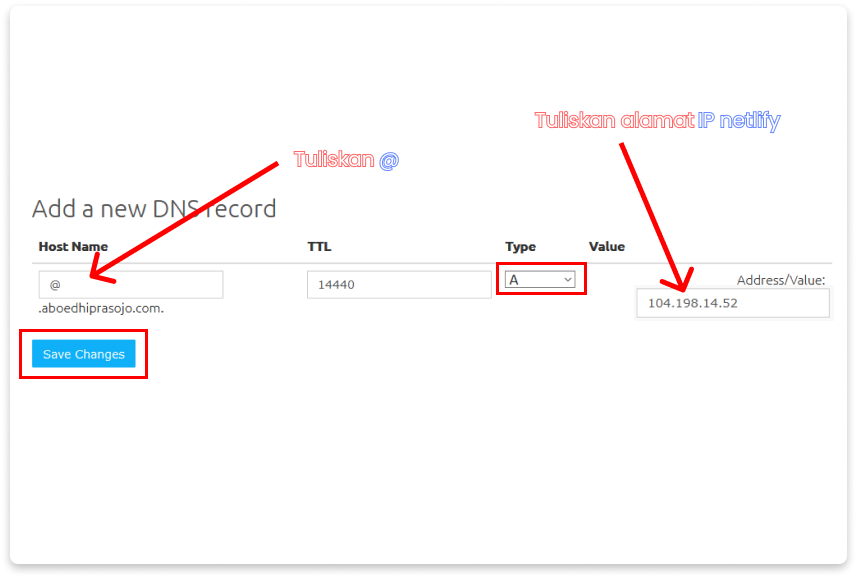 Tuliskan alamat IP netlify
Tuliskan @
Add a new DNS record
Host Name TTL Type Value
@ 14440 A Address/Value:
104.198.14.52
.aboedhiprasojo.com.
Save Changes